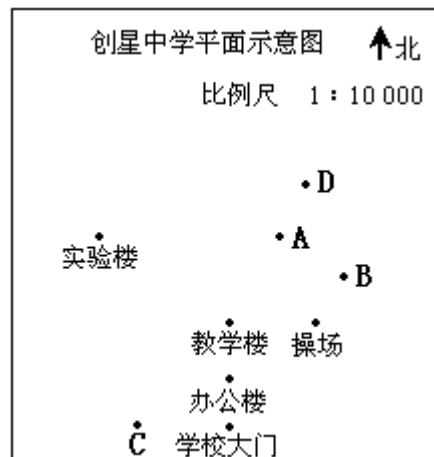 创星中学平面示意图
北
比例尺 1：10 000
D
A
实验楼
B
教学楼 操场
办公楼
C 学校大门